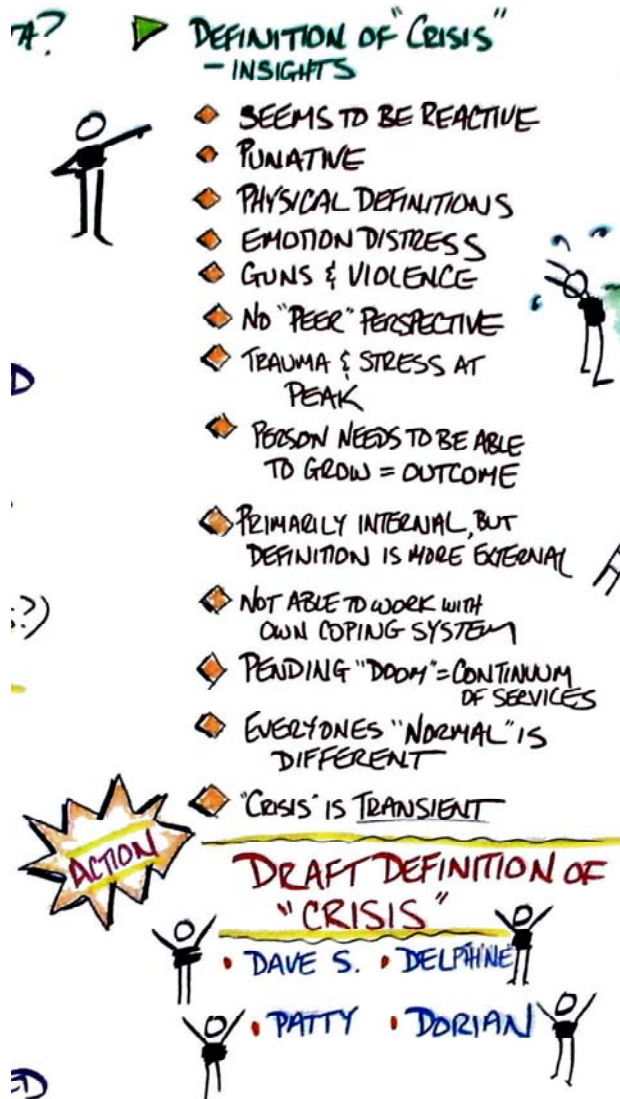 A?
DEFINITION OF "CRISIS"
- INSIGHTS
SEEMS TO BE REACTIVE
PUNATIVE
PHYSICAL DEFINITIONS
EMOTION DISTRESS
GUNS & VIOLENCE
NO "PEER" PERSPECTIVE
TRAUMA & STRESS AT
PEAK
PERSON NEEDS TO BE ABLE
TO GROW = OUTCOME
PRIMARILY INTERNAL, BUT
DEFINITION IS MORE EXTERNAL
?)
NOT ABLE TO WORK WITH
OWN COPING SYSTEM
PENDING "DOOM" = CONTINUUM
OF SERVICES
EVERYONES "NORMAL" IS
DIFFERENT
"CRISIS" IS TRANSIENT
ACTION
DRAFT DEFINITION OF
"CRISIS"
• DAVE S. • DELPHINE
• PATTY • DORIAN
ED